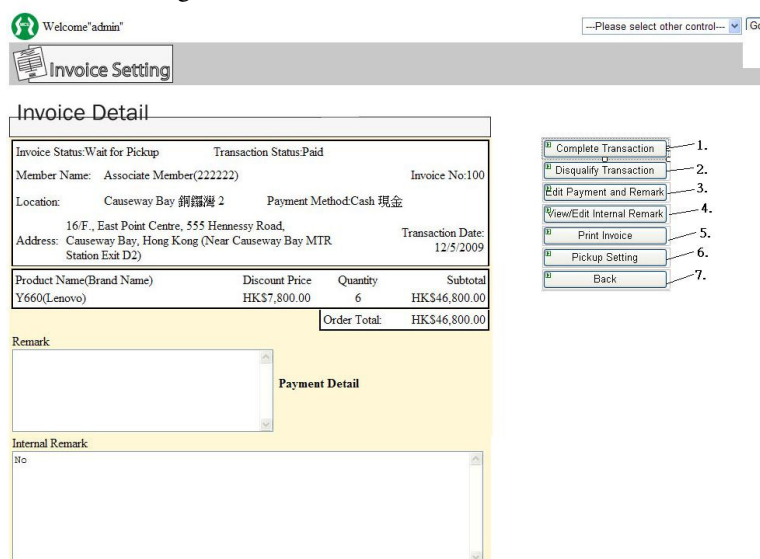 Welcome"admin"
---Please select other control---
Go
Invoice Setting
Invoice Detail
Invoice Status:Wait for Pickup Transaction Status:Paid
Member Name: Associate Member(222222) Invoice No:100
Location: Causeway Bay 銅鑼灣 2 Payment Method:Cash 現金
Address: 16/F., East Point Centre, 555 Hennessy Road,
Causeway Bay, Hong Kong (Near Causeway Bay MTR
Station Exit D2)
Transaction Date:
12/5/2009
Product Name(Brand Name) Discount Price Quantity Subtotal
Y660(Lenovo) HK$7,800.00 6 HK$46,800.00
Order Total: HK$46,800.00
Remark
Payment Detail
Internal Remark
No
Complete Transaction 1.
Disqualify Transaction 2.
Edit Payment and Remark 3.
View/Edit Internal Remark 4.
Print Invoice 5.
Pickup Setting 6.
Back 7.